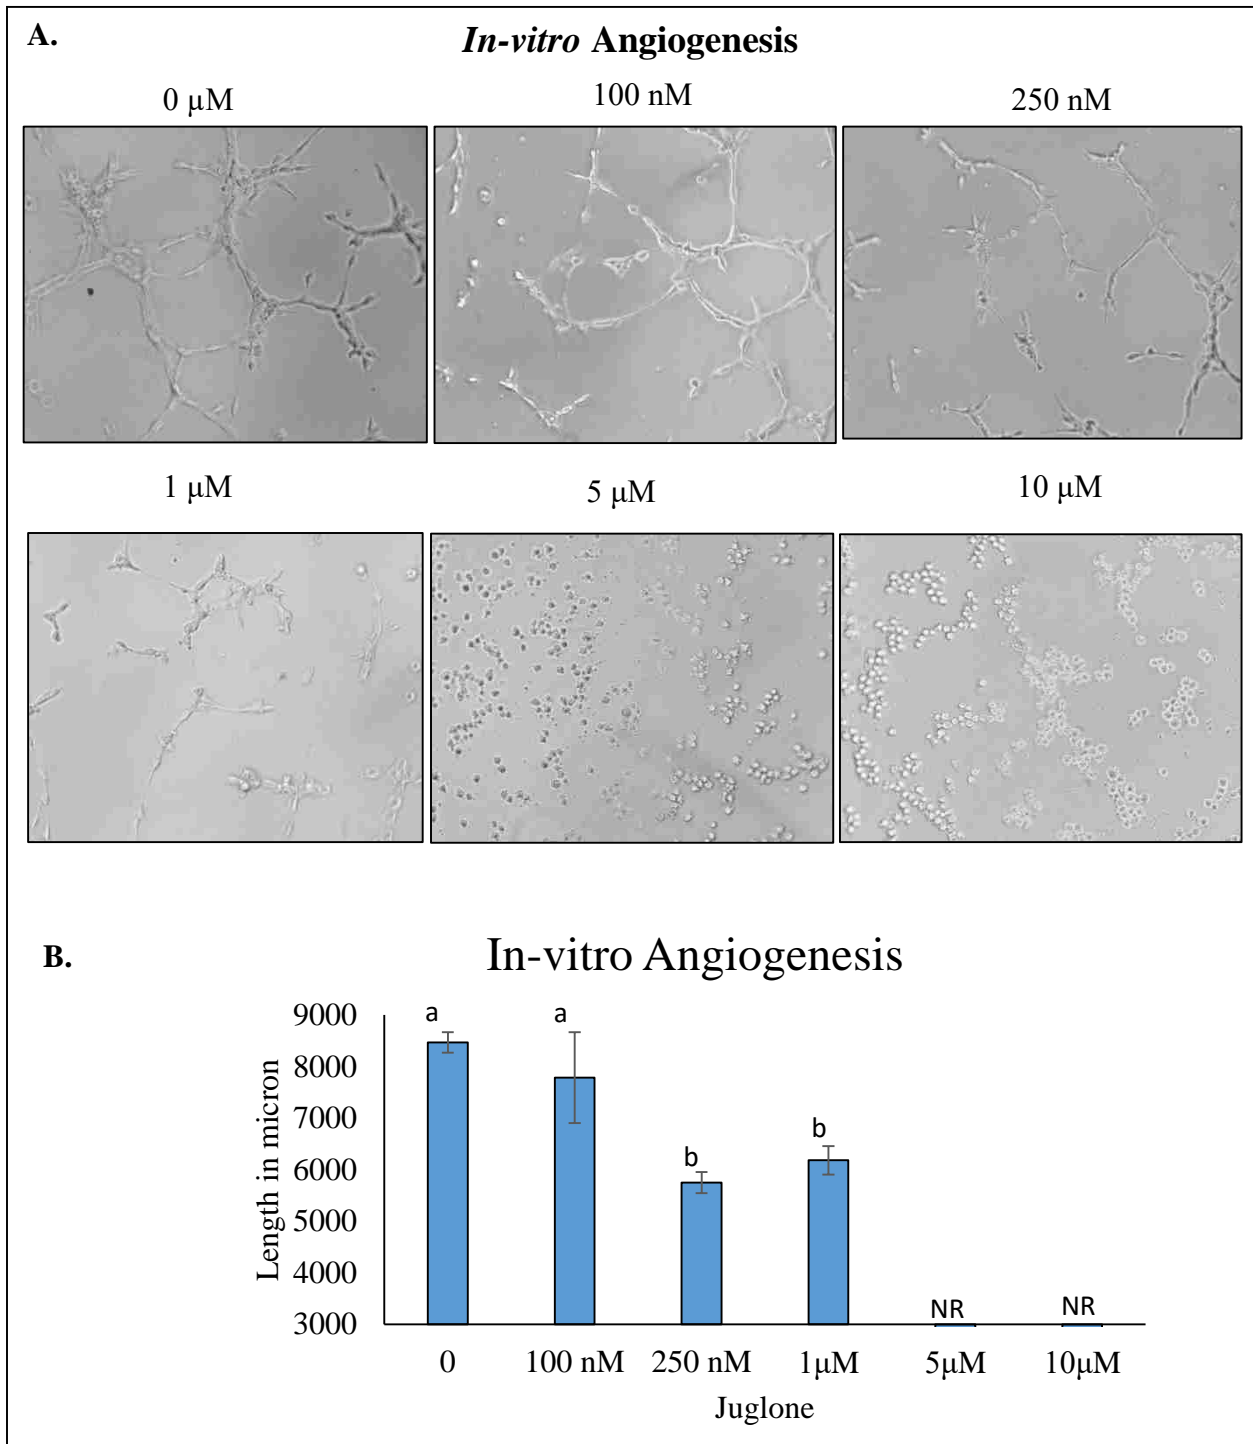 A.
In-vitro Angiogenesis
0 μM
100 nM
250 nM
1 μM
5 μM
10 μM
B.
In-vitro Angiogenesis
Length in micron
9000
8000
7000
6000
5000
4000
3000
a
a
b
b
NR
NR
0
100 nM
250 nM
1μM
5μM
10μM
Juglone